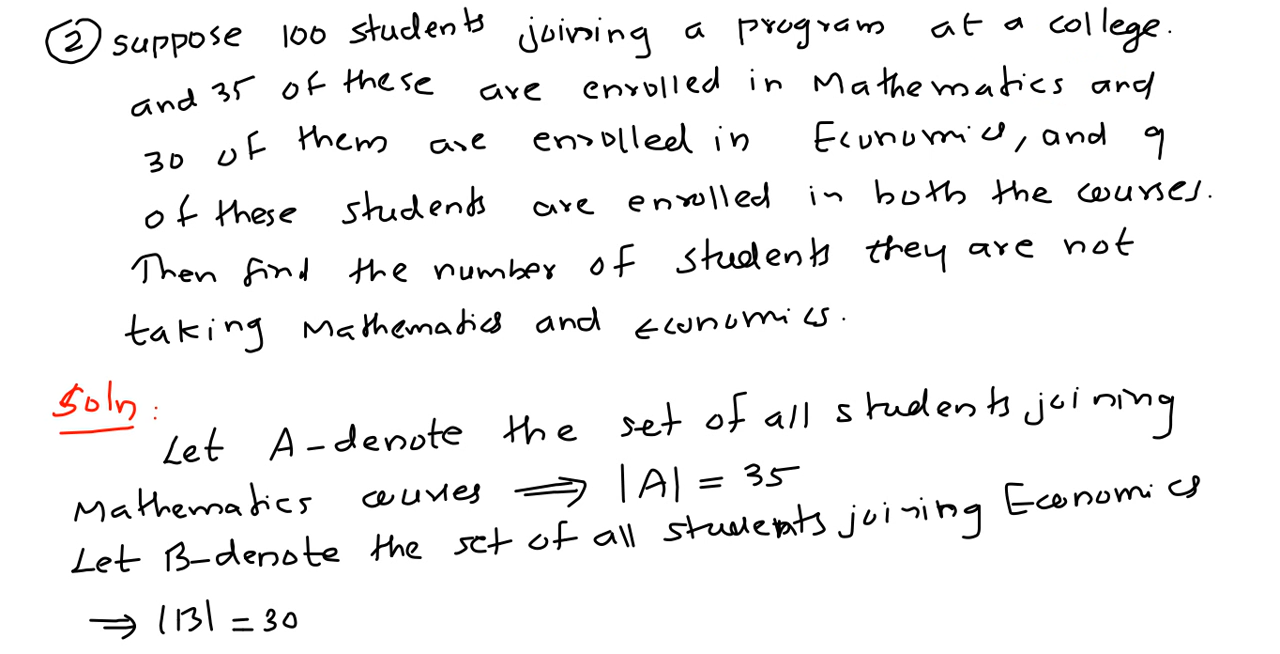 ② suppose 100 students joining a program at a college.
and 35 of these are enrolled in Mathematics and
30 of them are enrolled in Economics, and 9
of these students are enrolled in both the courses.
Then find the number of students they are not
taking Mathematics and Economics.
Soln:
Let A-denote the set of all students joining
Mathematics courses ⟹ |A| = 35
Let B-denote the set of all students joining Economics
⟹ |B| = 30